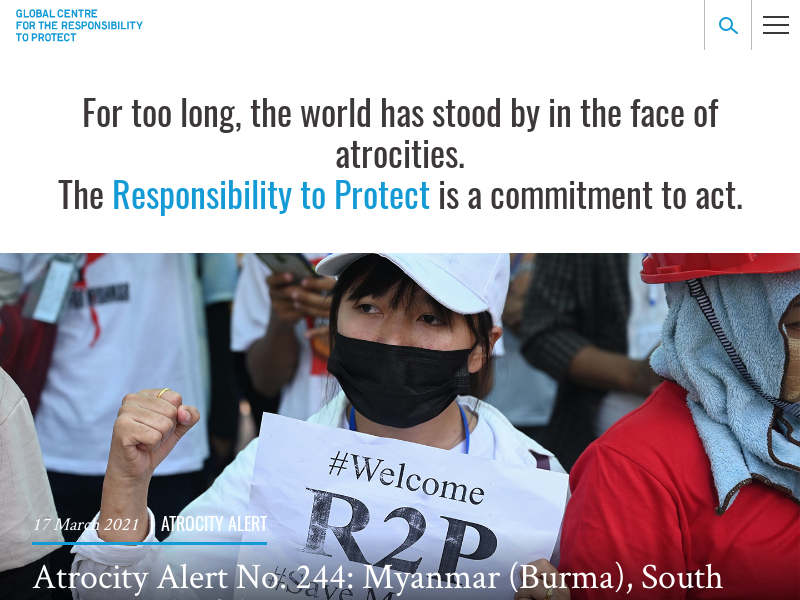 GLOBAL CENTRE
FOR THE RESPONSIBILITY
TO PROTECT
For too long, the world has stood by in the face of
atrocities.
The Responsibility to Protect is a commitment to act.
#Welcome
R2P
17 March 2021 | ATROCITY ALERT
Atrocity Alert No. 244: Myanmar (Burma), South